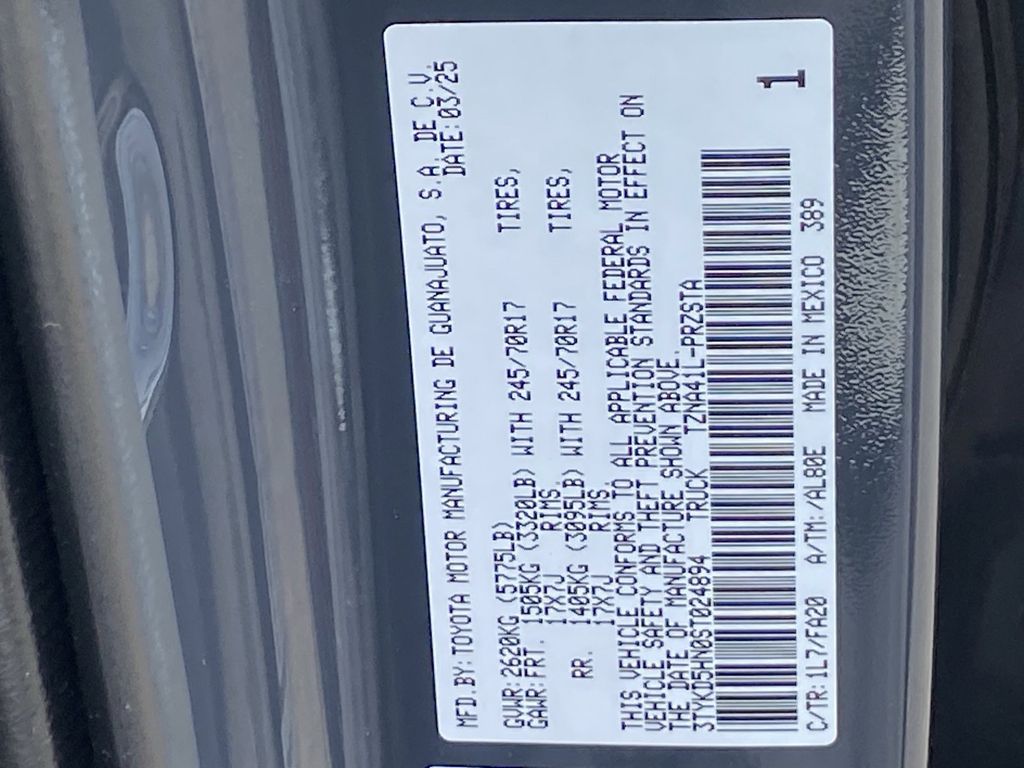 MFD.BY:TOYOTA MOTOR MANUFACTURING DE GUANAJUATO, S.A. DE C.V.
DATE:03/25
GVWR:2620KG (5775LB)
GAWR:FRT. 1505KG (3320LB) WITH 245/70R17 TIRES,
17X7J RIMS
RR. 1405KG (3095LB) WITH 245/70R17 TIRES,
17X7J RIMS
THIS VEHICLE CONFORMS TO ALL APPLICABLE FEDERAL MOTOR
VEHICLE SAFETY AND THEFT PREVENTION STANDARDS IN EFFECT ON
THE DATE OF MANUFACTURE SHOWN ABOVE.
3TYKD5HN0ST024894 TRUCK TZNA41L-PRZSTA
C/TR:1L7/FA20 A/TM:/AL80E MADE IN MEXICO 389
1